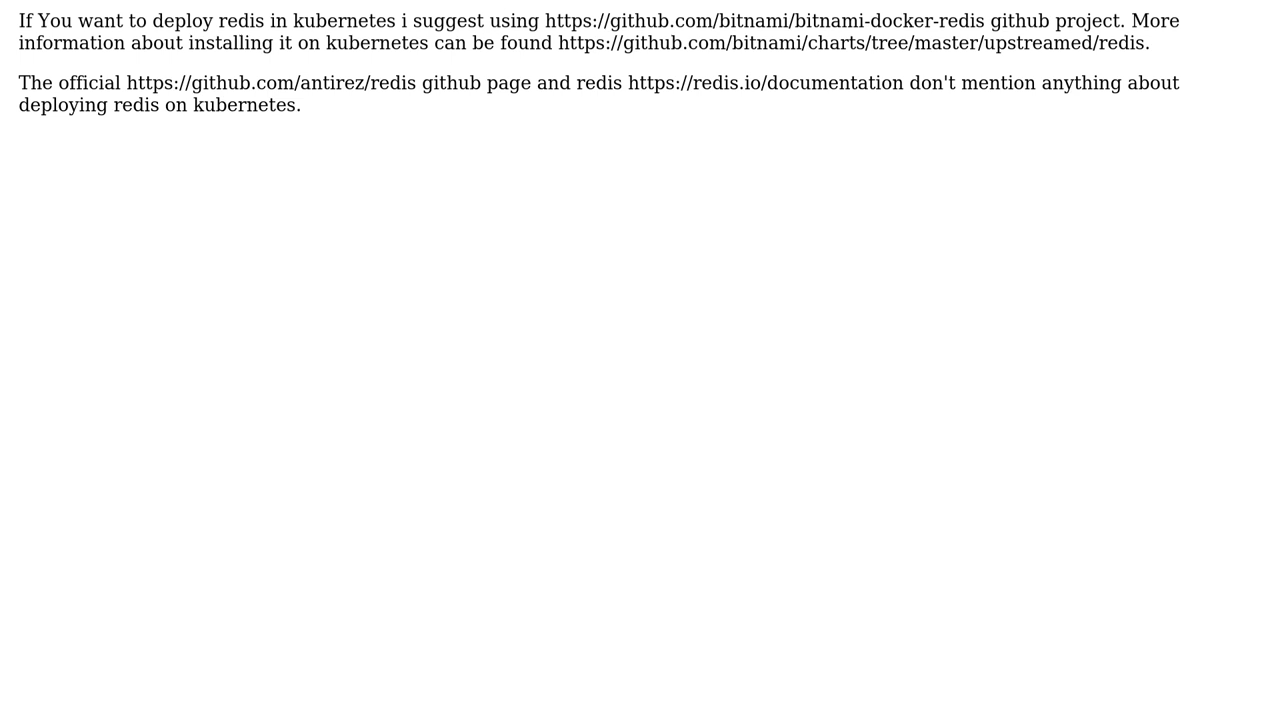 If You want to deploy redis in kubernetes i suggest using https://github.com/bitnami/bitnami-docker-redis github project. More
information about installing it on kubernetes can be found https://github.com/bitnami/charts/tree/master/upstreamed/redis.
The official https://github.com/antirez/redis github page and redis https://redis.io/documentation don't mention anything about
deploying redis on kubernetes.